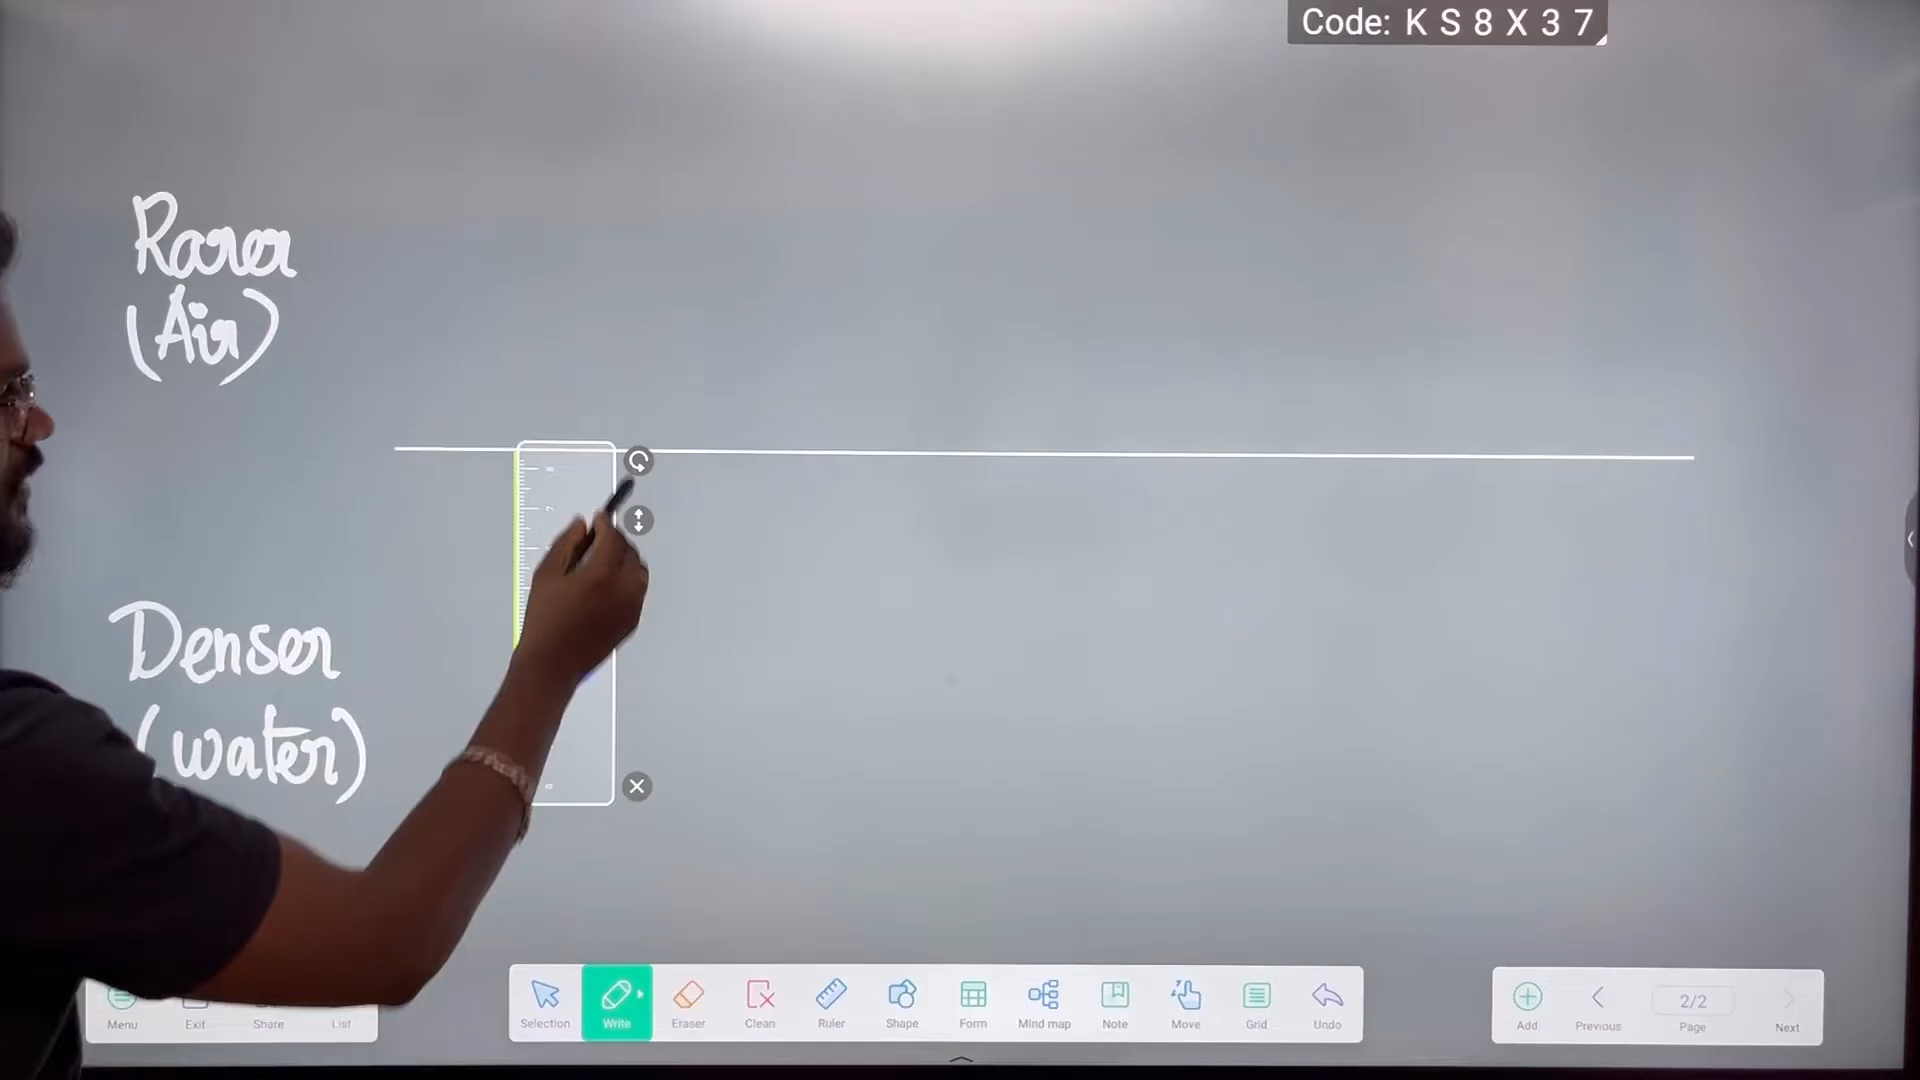 Code: K S 8 X 3 7
Rarer
(Air)
Denser
(water)
Menu
Exit
Share
List
Selection
Write
Eraser
Clean
Ruler
Shape
Form
Mind map
Note
Move
Grid
Undo
Add
Previous
2/2
Page
Next